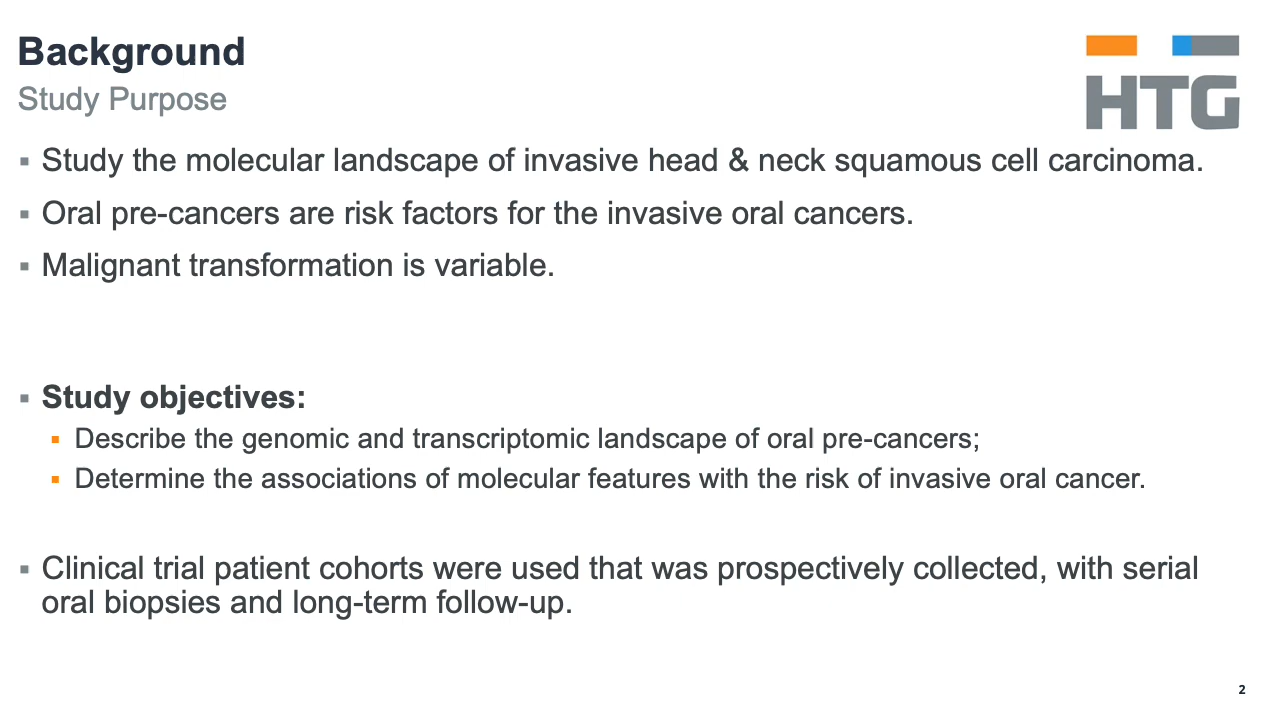 Background
Study Purpose
HTG
▪ Study the molecular landscape of invasive head & neck squamous cell carcinoma.
▪ Oral pre-cancers are risk factors for the invasive oral cancers.
▪ Malignant transformation is variable.
▪ Study objectives:
▪ Describe the genomic and transcriptomic landscape of oral pre-cancers;
▪ Determine the associations of molecular features with the risk of invasive oral cancer.
▪ Clinical trial patient cohorts were used that was prospectively collected, with serial
oral biopsies and long-term follow-up.
2